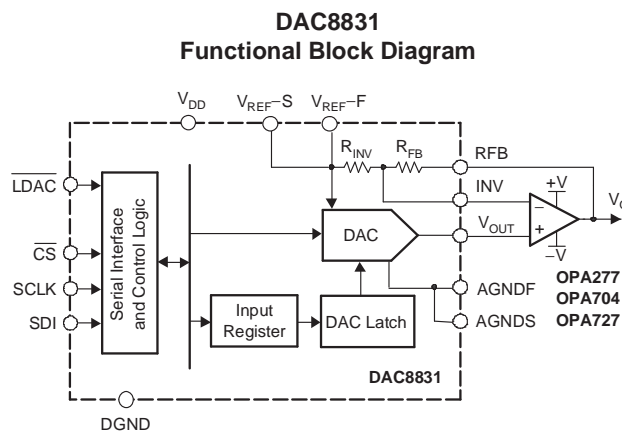 DAC8831
Functional Block Diagram
VDD
VREF−S
VREF−F
RINV
RFB
RFB
INV
+V
−
+
−V
VOUT
LDAC
CS
SCLK
SDI
Serial Interface
and Control Logic
DAC
Input
Register
DAC Latch
AGNDF
AGNDS
OPA277
OPA704
OPA727
DAC8831
DGND